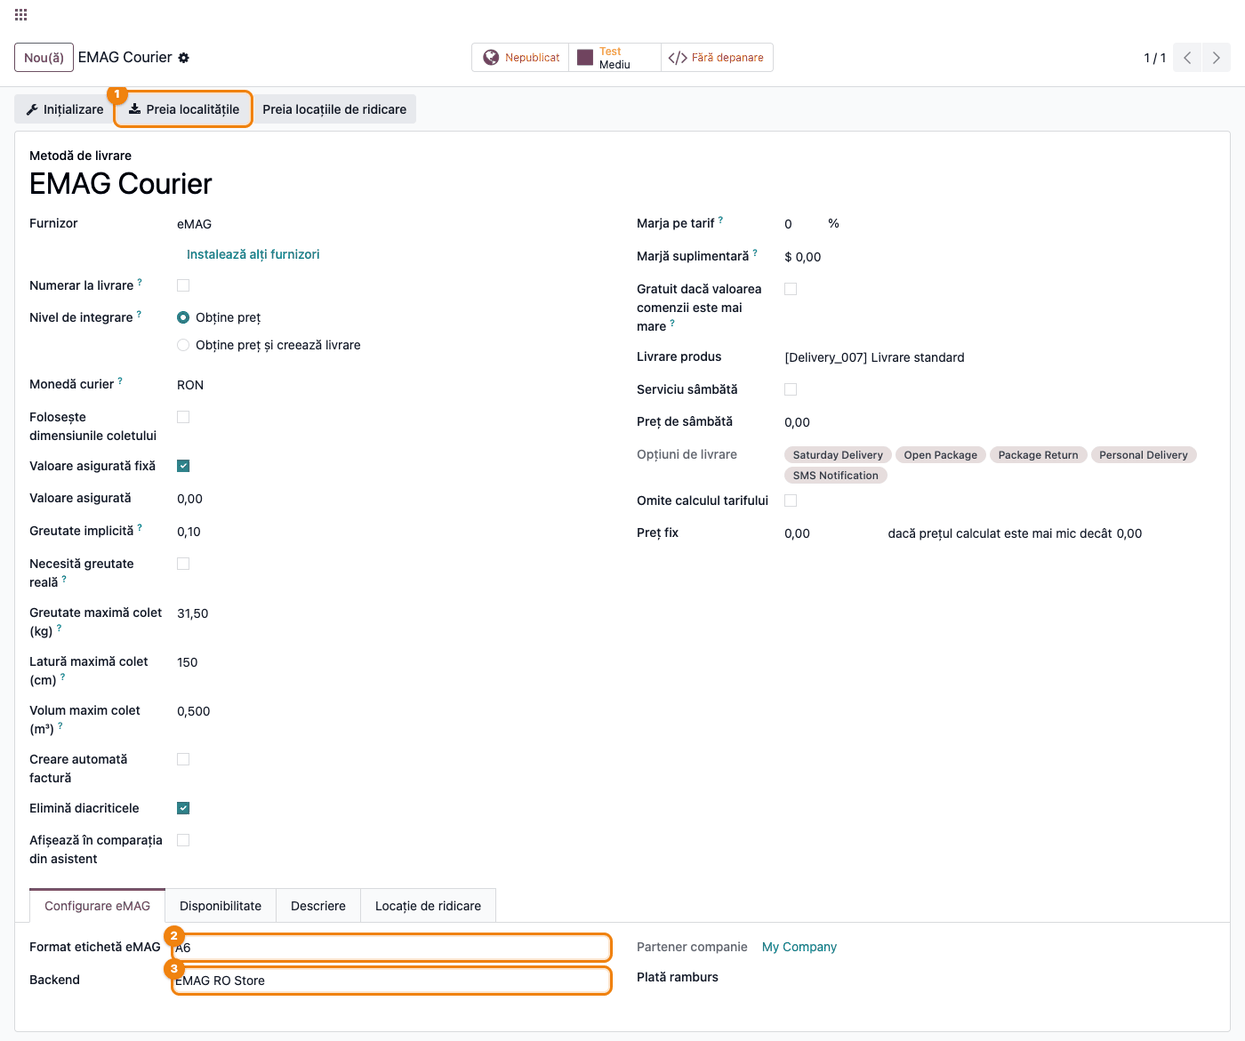 Nou(ă)
EMAG Courier
Nepublicat
Test
Mediu
Fără depanare
1 / 1
Inițializare
1
Preia localitățile
Preia locațiile de ridicare
Metodă de livrare
EMAG Courier
Furnizor
eMAG
Instalează alți furnizori
Numerar la livrare ?
Nivel de integrare ?
Obține preț
Obține preț și creează livrare
Monedă curier ?
RON
Folosește
dimensiunile coletului
Valoare asigurată fixă
Valoare asigurată
0,00
Greutate implicită ?
0,10
Necesită greutate
reală ?
Greutate maximă colet
(kg) ?
31,50
Latură maximă colet
(cm) ?
150
Volum maxim colet
(m³) ?
0,500
Creare automată
factură
Elimină diacriticele
Afișează în comparația
din asistent
Marja pe tarif ?
0 %
Marjă suplimentară ?
$ 0,00
Gratuit dacă valoarea
comenzii este mai
mare ?
Livrare produs
[Delivery_007] Livrare standard
Serviciu sâmbătă
Preț de sâmbătă
0,00
Opțiuni de livrare
Saturday Delivery
Open Package
Package Return
Personal Delivery
SMS Notification
Omite calculul tarifului
Preț fix
0,00
dacă prețul calculat este mai mic decât 0,00
Configurare eMAG
Disponibilitate
Descriere
Locație de ridicare
Format etichetă eMAG
2
A6
Backend
3
EMAG RO Store
Partener companie
My Company
Plată ramburs